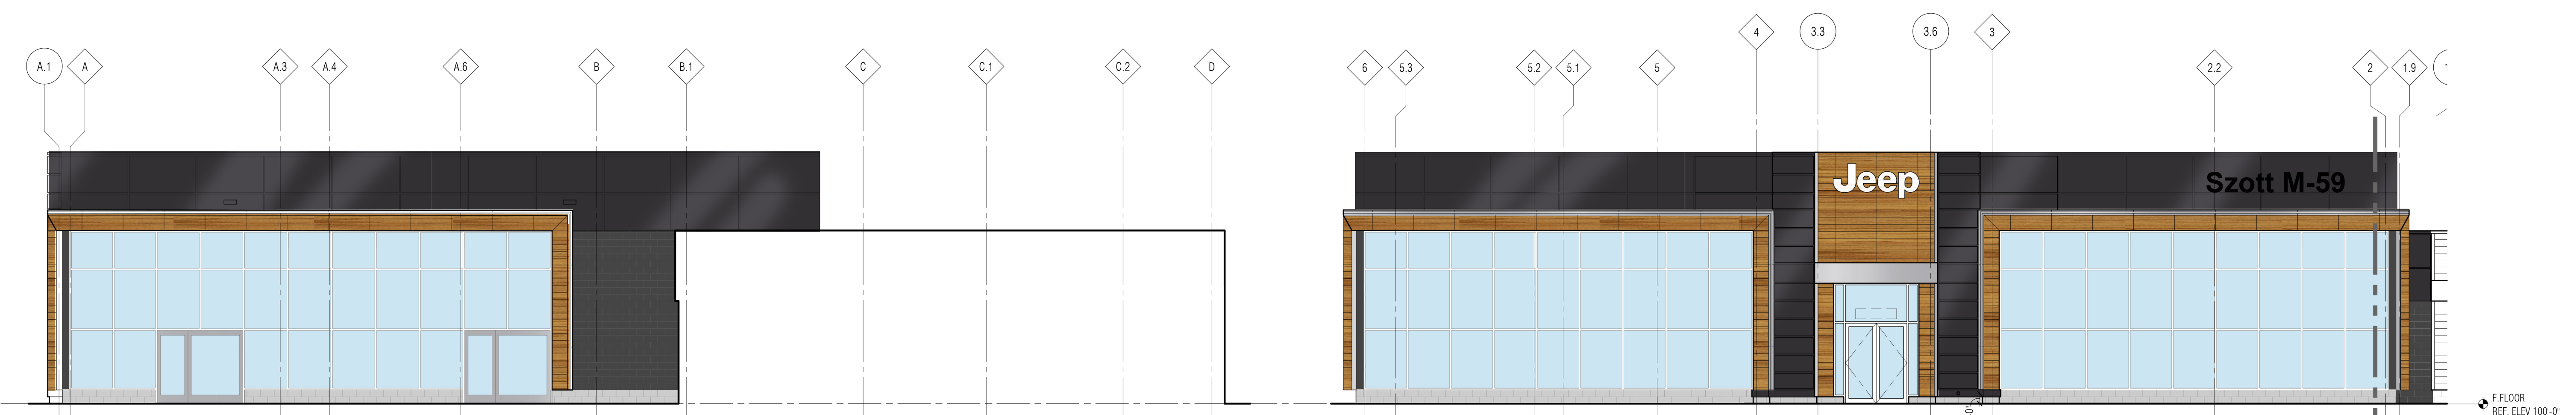 A.1 A A.3 A.4 A.6 B B.1 C C.1 C.2 D 6 5.3 5.2 5.1 5 4 3.3 3.6 3 2.2 2 1.9
Jeep
Szott M-59
F.FLOOR
REF. ELEV 100'-0"